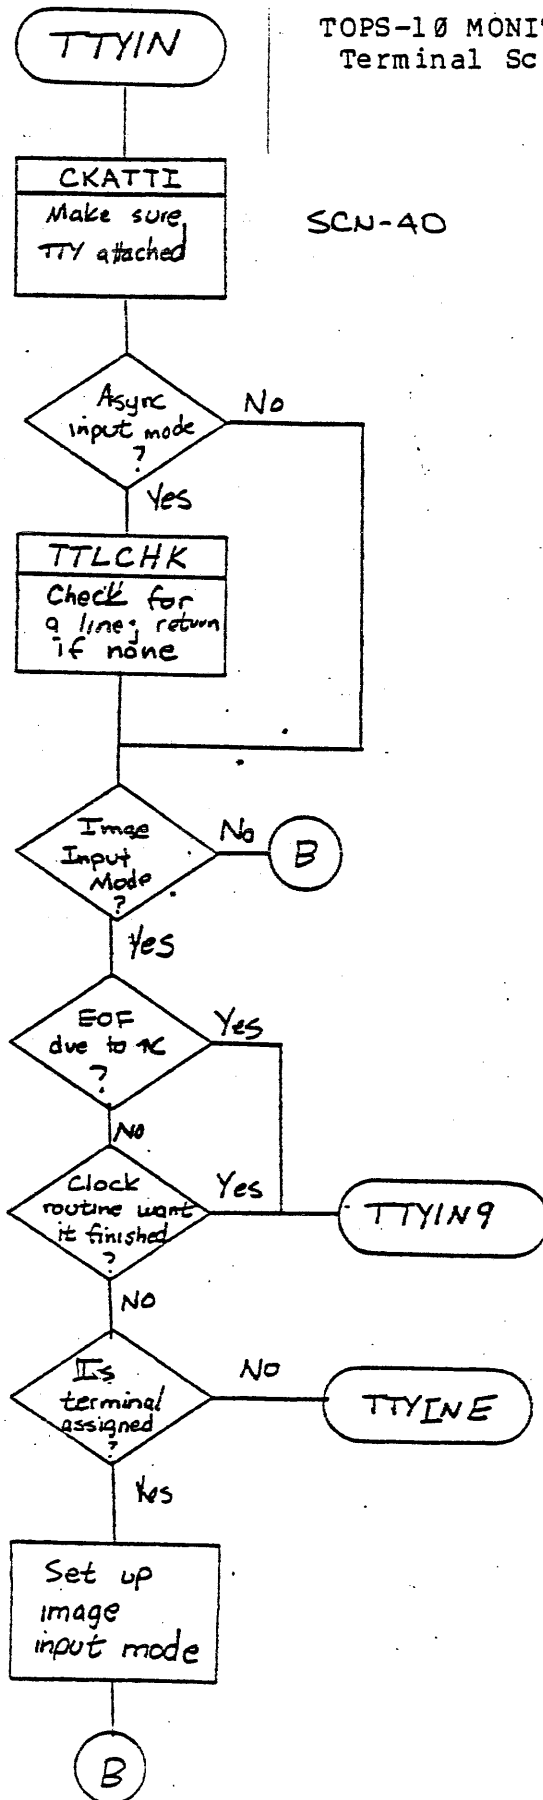 TTYIN
TOPS-10 MONI
Terminal Sc
CKATTI
Make sure
TTY attached
SCN-40
Async
input mode
?
No
Yes
TTLCHK
Check for
a line; return
if none
Image
Input
Mode
?
No
B
Yes
EOF
due to ↑C
?
Yes
No
Clock
routine want
it finished
?
Yes
TTYIN9
No
Is
terminal
assigned
?
No
TTYINE
Yes
Set up
image
input mode
B